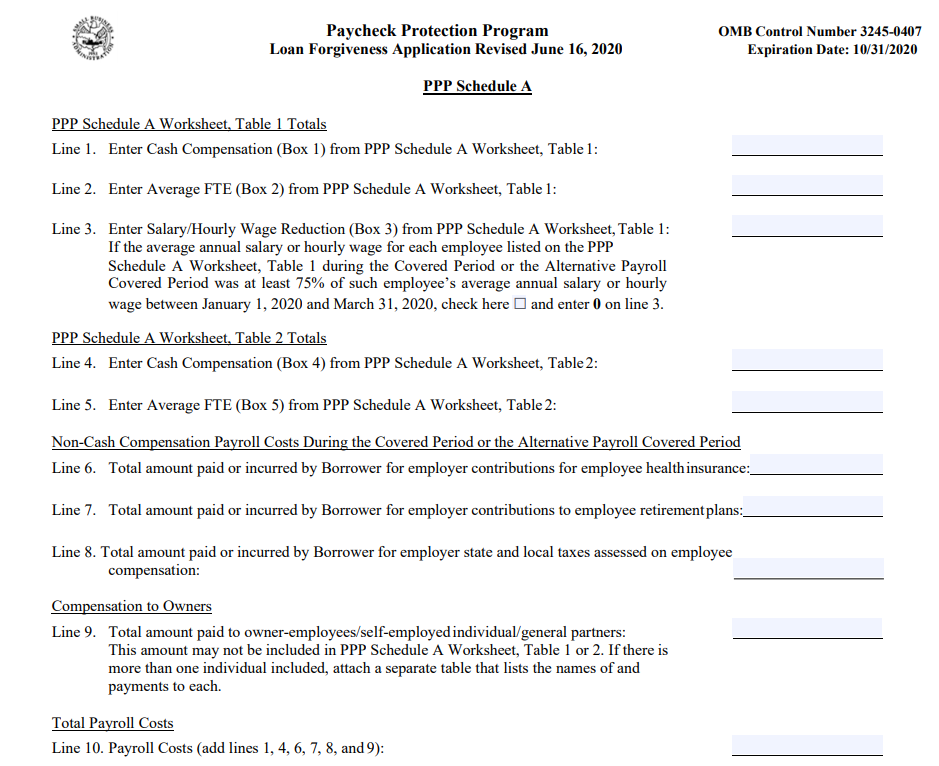 Paycheck Protection Program
Loan Forgiveness Application Revised June 16, 2020
OMB Control Number 3245-0407
Expiration Date: 10/31/2020
PPP Schedule A
PPP Schedule A Worksheet, Table 1 Totals
Line 1. Enter Cash Compensation (Box 1) from PPP Schedule A Worksheet, Table 1:
Line 2. Enter Average FTE (Box 2) from PPP Schedule A Worksheet, Table 1:
Line 3. Enter Salary/Hourly Wage Reduction (Box 3) from PPP Schedule A Worksheet, Table 1:
If the average annual salary or hourly wage for each employee listed on the PPP
Schedule A Worksheet, Table 1 during the Covered Period or the Alternative Payroll
Covered Period was at least 75% of such employee's average annual salary or hourly
wage between January 1, 2020 and March 31, 2020, check here ☐ and enter 0 on line 3.
PPP Schedule A Worksheet, Table 2 Totals
Line 4. Enter Cash Compensation (Box 4) from PPP Schedule A Worksheet, Table 2:
Line 5. Enter Average FTE (Box 5) from PPP Schedule A Worksheet, Table 2:
Non-Cash Compensation Payroll Costs During the Covered Period or the Alternative Payroll Covered Period
Line 6. Total amount paid or incurred by Borrower for employer contributions for employee health insurance:
Line 7. Total amount paid or incurred by Borrower for employer contributions to employee retirement plans:
Line 8. Total amount paid or incurred by Borrower for employer state and local taxes assessed on employee
compensation:
Compensation to Owners
Line 9. Total amount paid to owner-employees/self-employed individual/general partners:
This amount may not be included in PPP Schedule A Worksheet, Table 1 or 2. If there is
more than one individual included, attach a separate table that lists the names of and
payments to each.
Total Payroll Costs
Line 10. Payroll Costs (add lines 1, 4, 6, 7, 8, and 9):